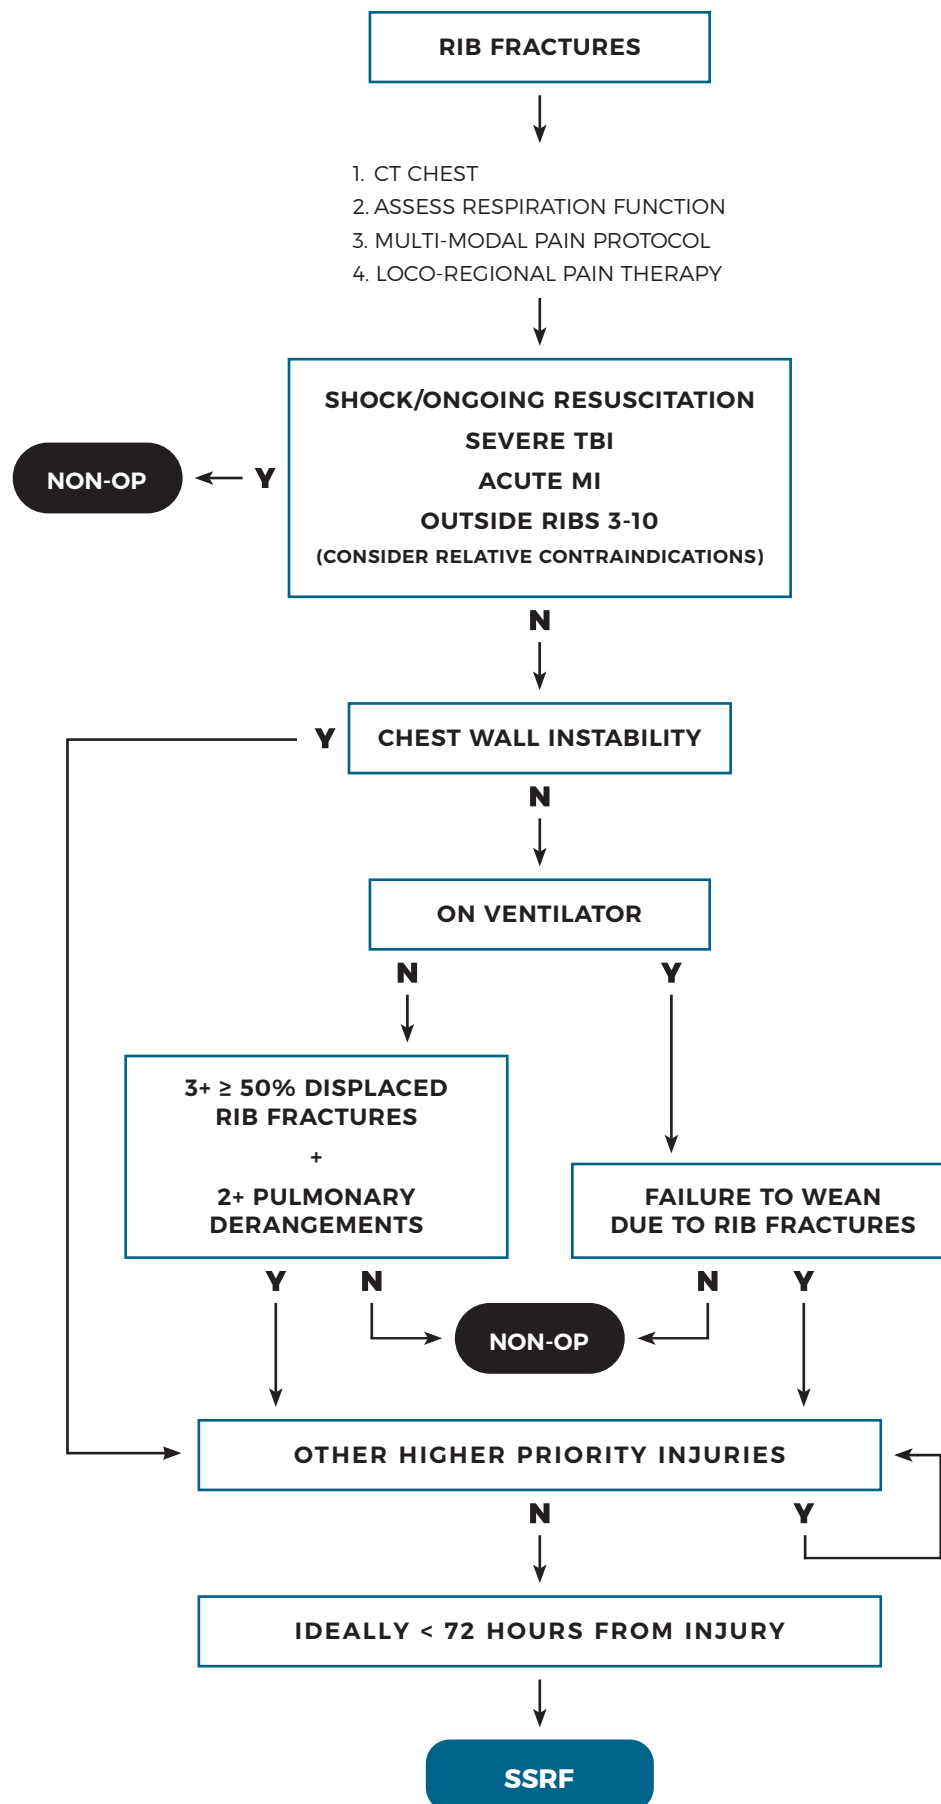 RIB FRACTURES
1. CT CHEST
2. ASSESS RESPIRATION FUNCTION
3. MULTI-MODAL PAIN PROTOCOL
4. LOCO-REGIONAL PAIN THERAPY
SHOCK/ONGOING RESUSCITATION
SEVERE TBI
ACUTE MI
OUTSIDE RIBS 3-10
(CONSIDER RELATIVE CONTRAINDICATIONS)
Y
NON-OP
N
CHEST WALL INSTABILITY
Y
N
ON VENTILATOR
N
Y
3+ ≥ 50% DISPLACED
RIB FRACTURES
+
2+ PULMONARY
DERANGEMENTS
FAILURE TO WEAN
DUE TO RIB FRACTURES
Y
N
N
Y
NON-OP
OTHER HIGHER PRIORITY INJURIES
N
Y
IDEALLY < 72 HOURS FROM INJURY
SSRF